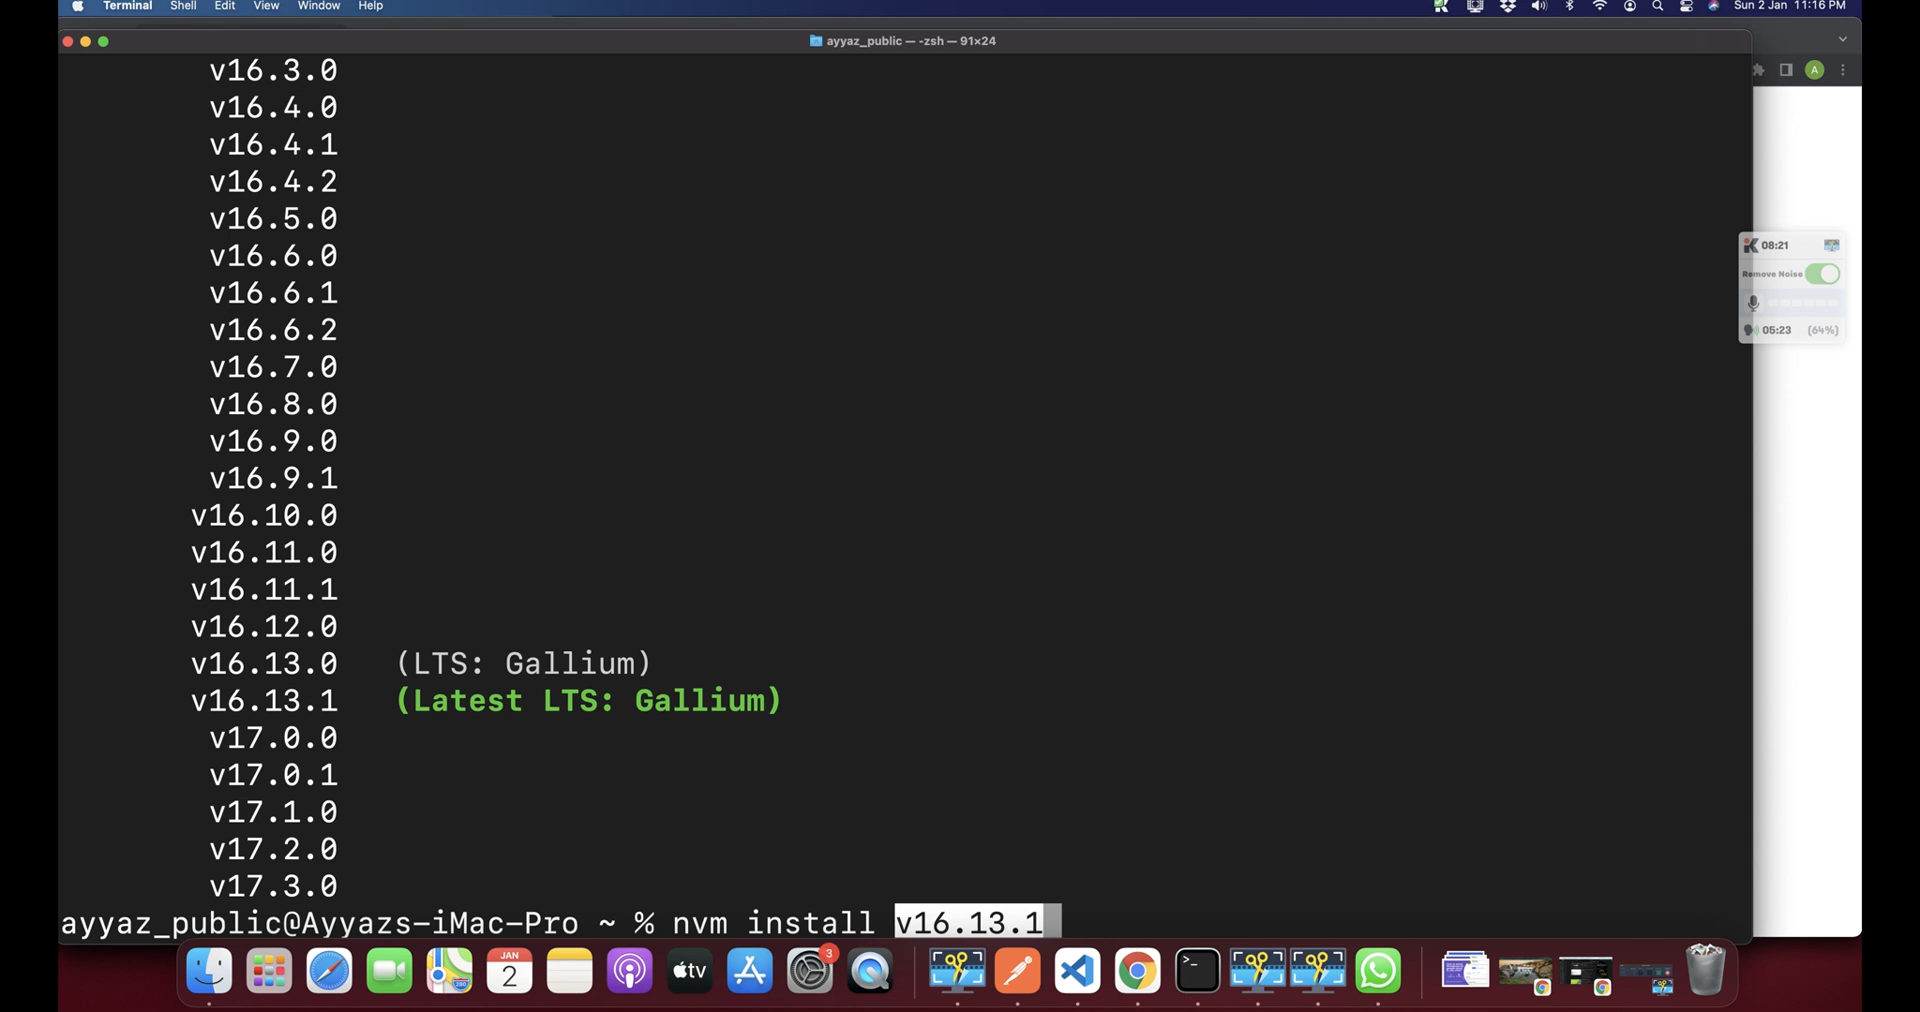 Terminal Shell Edit View Window Help Sun 2 Jan 11:16 PM
ayyaz_public — -zsh — 91×24
A
v16.3.0
v16.4.0
v16.4.1
v16.4.2
v16.5.0
v16.6.0
v16.6.1
v16.6.2
v16.7.0
v16.8.0
v16.9.0
v16.9.1
v16.10.0
v16.11.0
v16.11.1
v16.12.0
v16.13.0 (LTS: Gallium)
v16.13.1 (Latest LTS: Gallium)
v17.0.0
v17.0.1
v17.1.0
v17.2.0
v17.3.0
ayyaz_public@Ayyazs-iMac-Pro ~ % nvm install v16.13.1
08:21
Remove Noise
05:23 (64%)
JAN
2
tv
3
>_